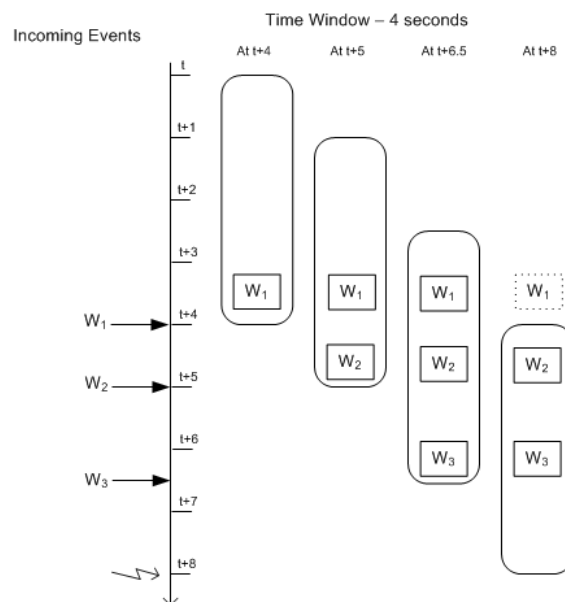 Time Window – 4 seconds
Incoming Events
At t+4 At t+5 At t+6.5 At t+8
t
t+1
t+2
t+3
W1 W1 W1 W1
W1 t+4
W2 W2 W2
W2 t+5
t+6
W3 W3
W3
t+7
t+8